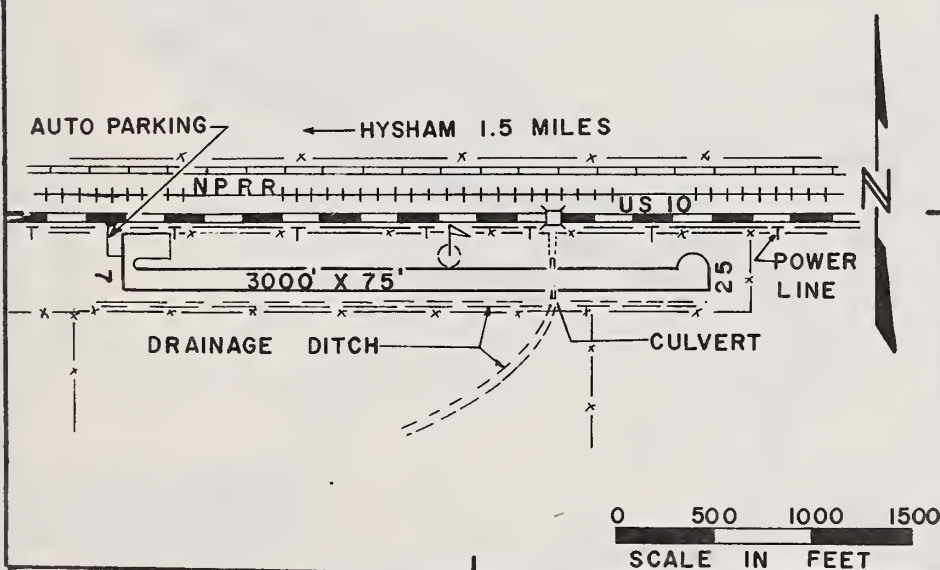 AUTO PARKING
← HYSHAM 1.5 MILES
N P R R
US 10
N
T T T T T T
7
3000' X 75'
25
POWER LINE
DRAINAGE DITCH
CULVERT
0 500 1000 1500
SCALE IN FEET